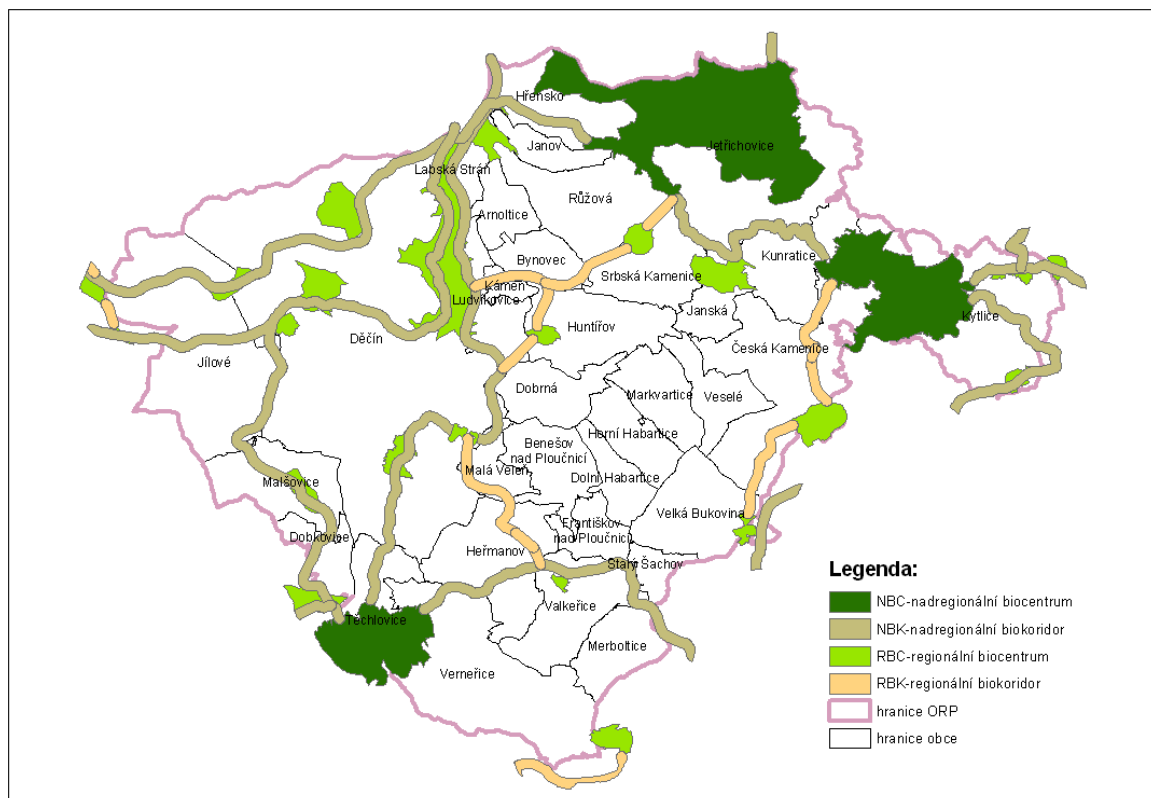 Hřensko
Janov
Jetřichovice
Labská Stráň
Růžová
Arnoltice
Bynovec
Kunratice
Srbská Kamenice
Kámen
Ludvíkovice
Janská
Kytlice
Huntířov
Děčín
Česká Kamenice
Jílové
Dobrná
Markvartice
Veselé
Horní Habartice
Benešov
nad Ploučnicí
Malá Veleň
Dolní Habartice
Malšovice
Velká Bukovina
Františkov
nad Ploučnicí
Dobkovice
Heřmanov
Starý Šachov
Valkeřice
Těchlovice
Merboltice
Verneřice
Legenda:
NBC-nadregionální biocentrum
NBK-nadregionální biokoridor
RBC-regionální biocentrum
RBK-regionální biokoridor
hranice ORP
hranice obce